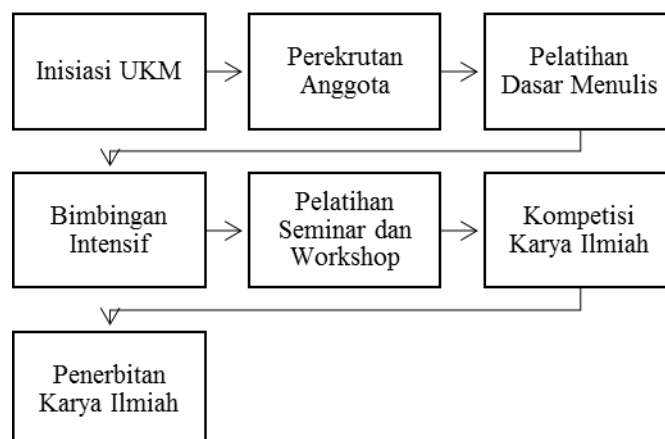 Inisiasi UKM
Perekrutan
Anggota
Pelatihan
Dasar Menulis
Bimbingan
Intensif
Pelatihan
Seminar dan
Workshop
Kompetisi
Karya Ilmiah
Penerbitan
Karya Ilmiah